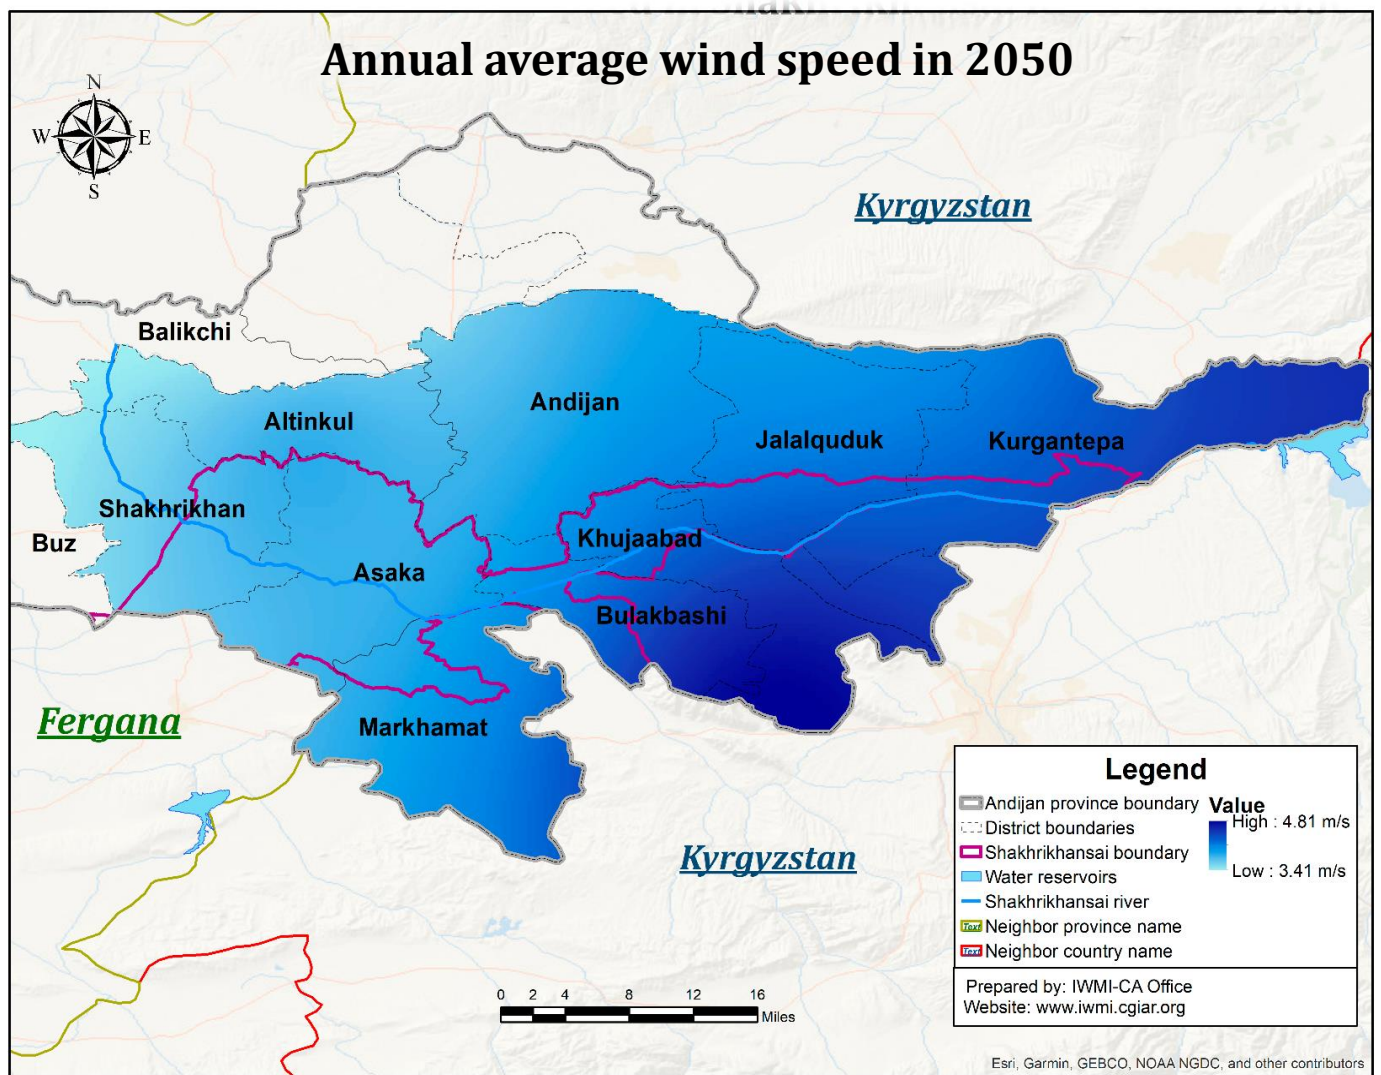 Annual average wind speed in 2050
N
W E
S
Kyrgyzstan
Balikchi
Andijan
Altinkul
Jalalquduk
Kurgantepa
Shakhrikhan
Khujaabad
Buz
Asaka
Bulakbashi
Fergana
Markhamat
Kyrgyzstan
Legend
Andijan province boundary
District boundaries
Shakhrikhansai boundary
Water reservoirs
Shakhrikhansai river
Text Neighbor province name
Text Neighbor country name
Value
High : 4.81 m/s
Low : 3.41 m/s
Prepared by: IWMI-CA Office
Website: www.iwmi.cgiar.org
0 2 4 8 12 16
Miles
Esri, Garmin, GEBCO, NOAA NGDC, and other contributors